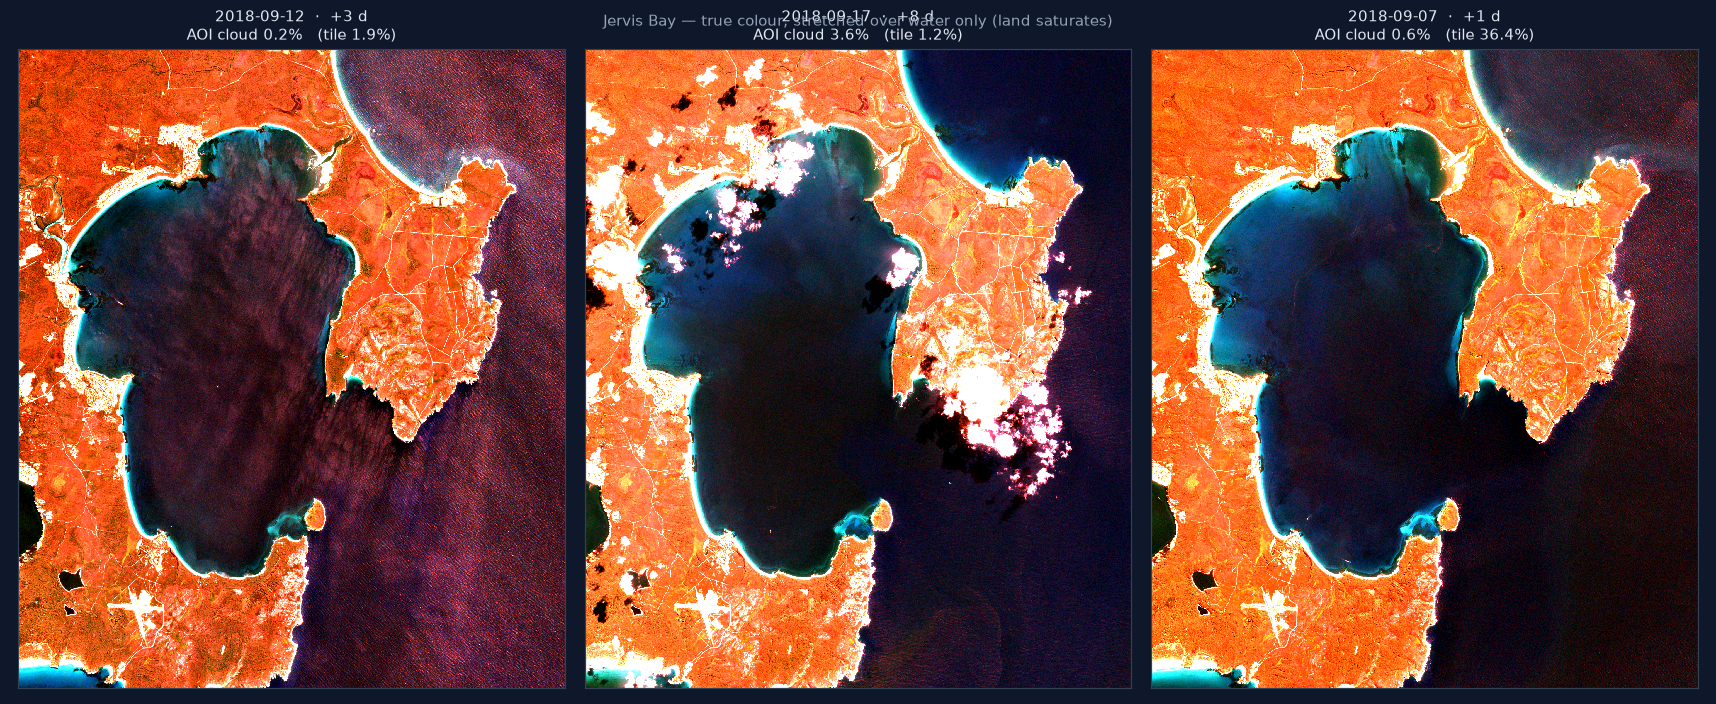 2018-09-12 · +3 d
AOI cloud 0.2% (tile 1.9%)
Jervis Bay — true colour, stretched over water only (land saturates)
2018-09-17 · +8 d
AOI cloud 3.6% (tile 1.2%)
2018-09-07 · +1 d
AOI cloud 0.6% (tile 36.4%)